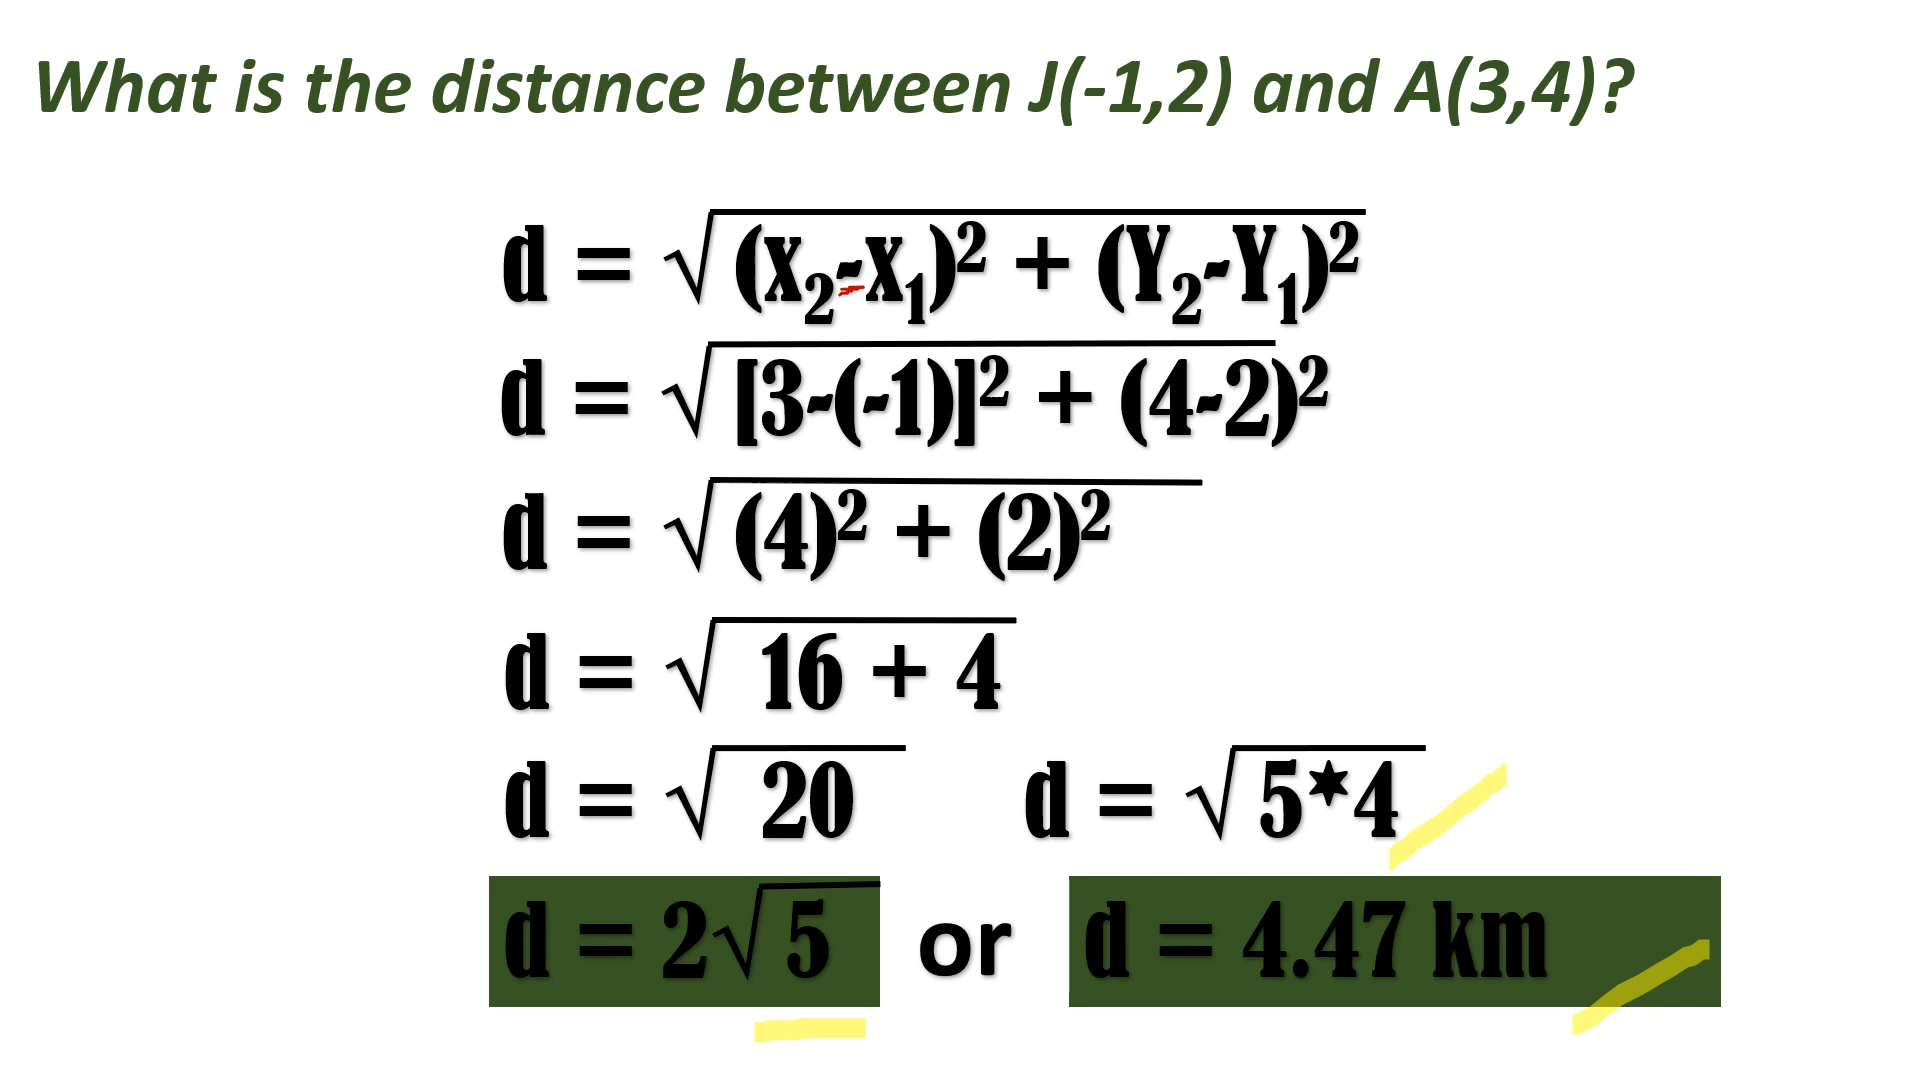 What is the distance between J(-1,2) and A(3,4)?
d = √(x₂-x₁)² + (Y₂-Y₁)²
d = √[3-(-1)]² + (4-2)²
d = √(4)² + (2)²
d = √ 16 + 4
d = √ 20 d = √5*4
d = 2√5 or d = 4.47 km